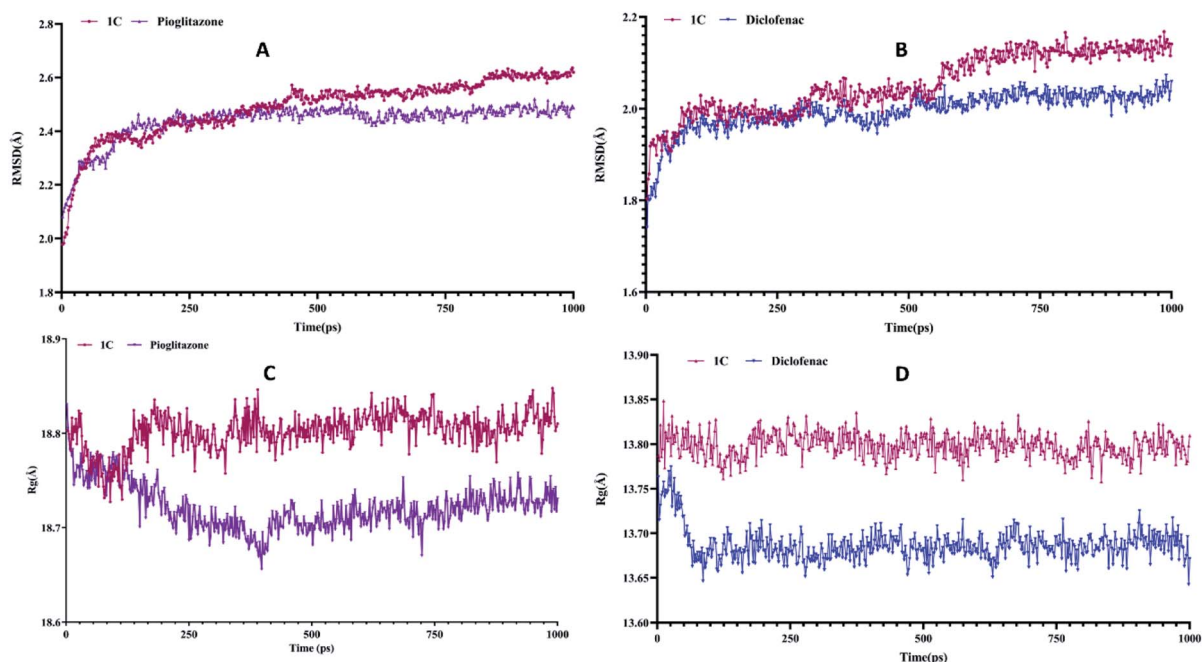 1C Pioglitazone
A
2.8
2.6
2.4
2.2
2.0
1.8
RMSD(Å)
0 250 500 750 1000
Time(ps)
1C Diclofenac
B
2.2
2.0
1.8
1.6
RMSD(Å)
0 250 500 750 1000
Time(ps)
1C Pioglitazone
C
18.9
18.8
18.7
18.6
Rg(Å)
0 250 500 750 1000
Time (ps)
1C Diclofenac
D
13.90
13.85
13.80
13.75
13.70
13.65
13.60
Rg(Å)
0 250 500 750 1000
Time(ps)